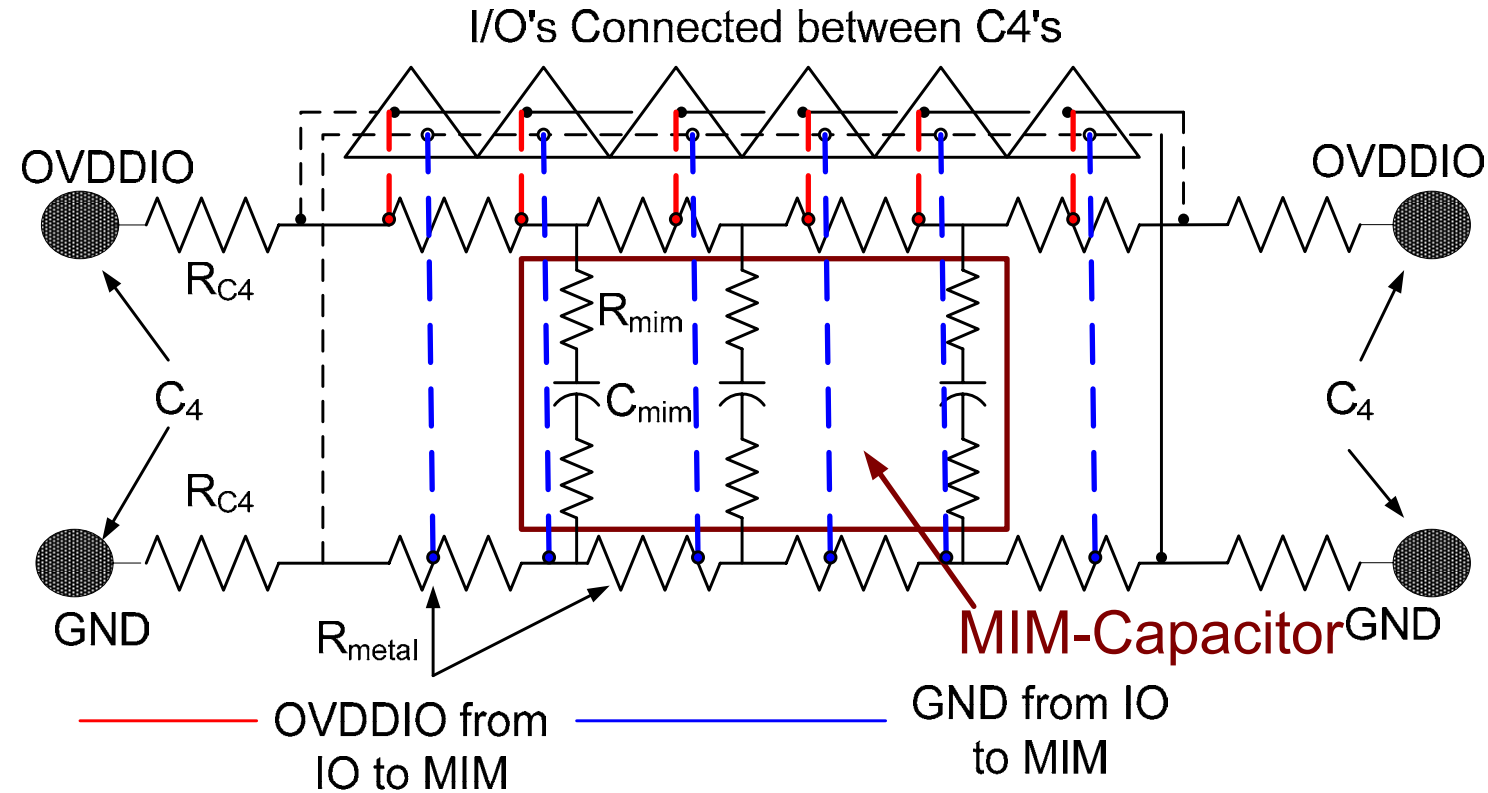 I/O's Connected between C4's
OVDDIO
OVDDIO
RC4
Rmim
C4
Cmim
C4
RC4
GND
Rmetal
MIM-Capacitor
GND
OVDDIO from
IO to MIM
GND from IO
to MIM